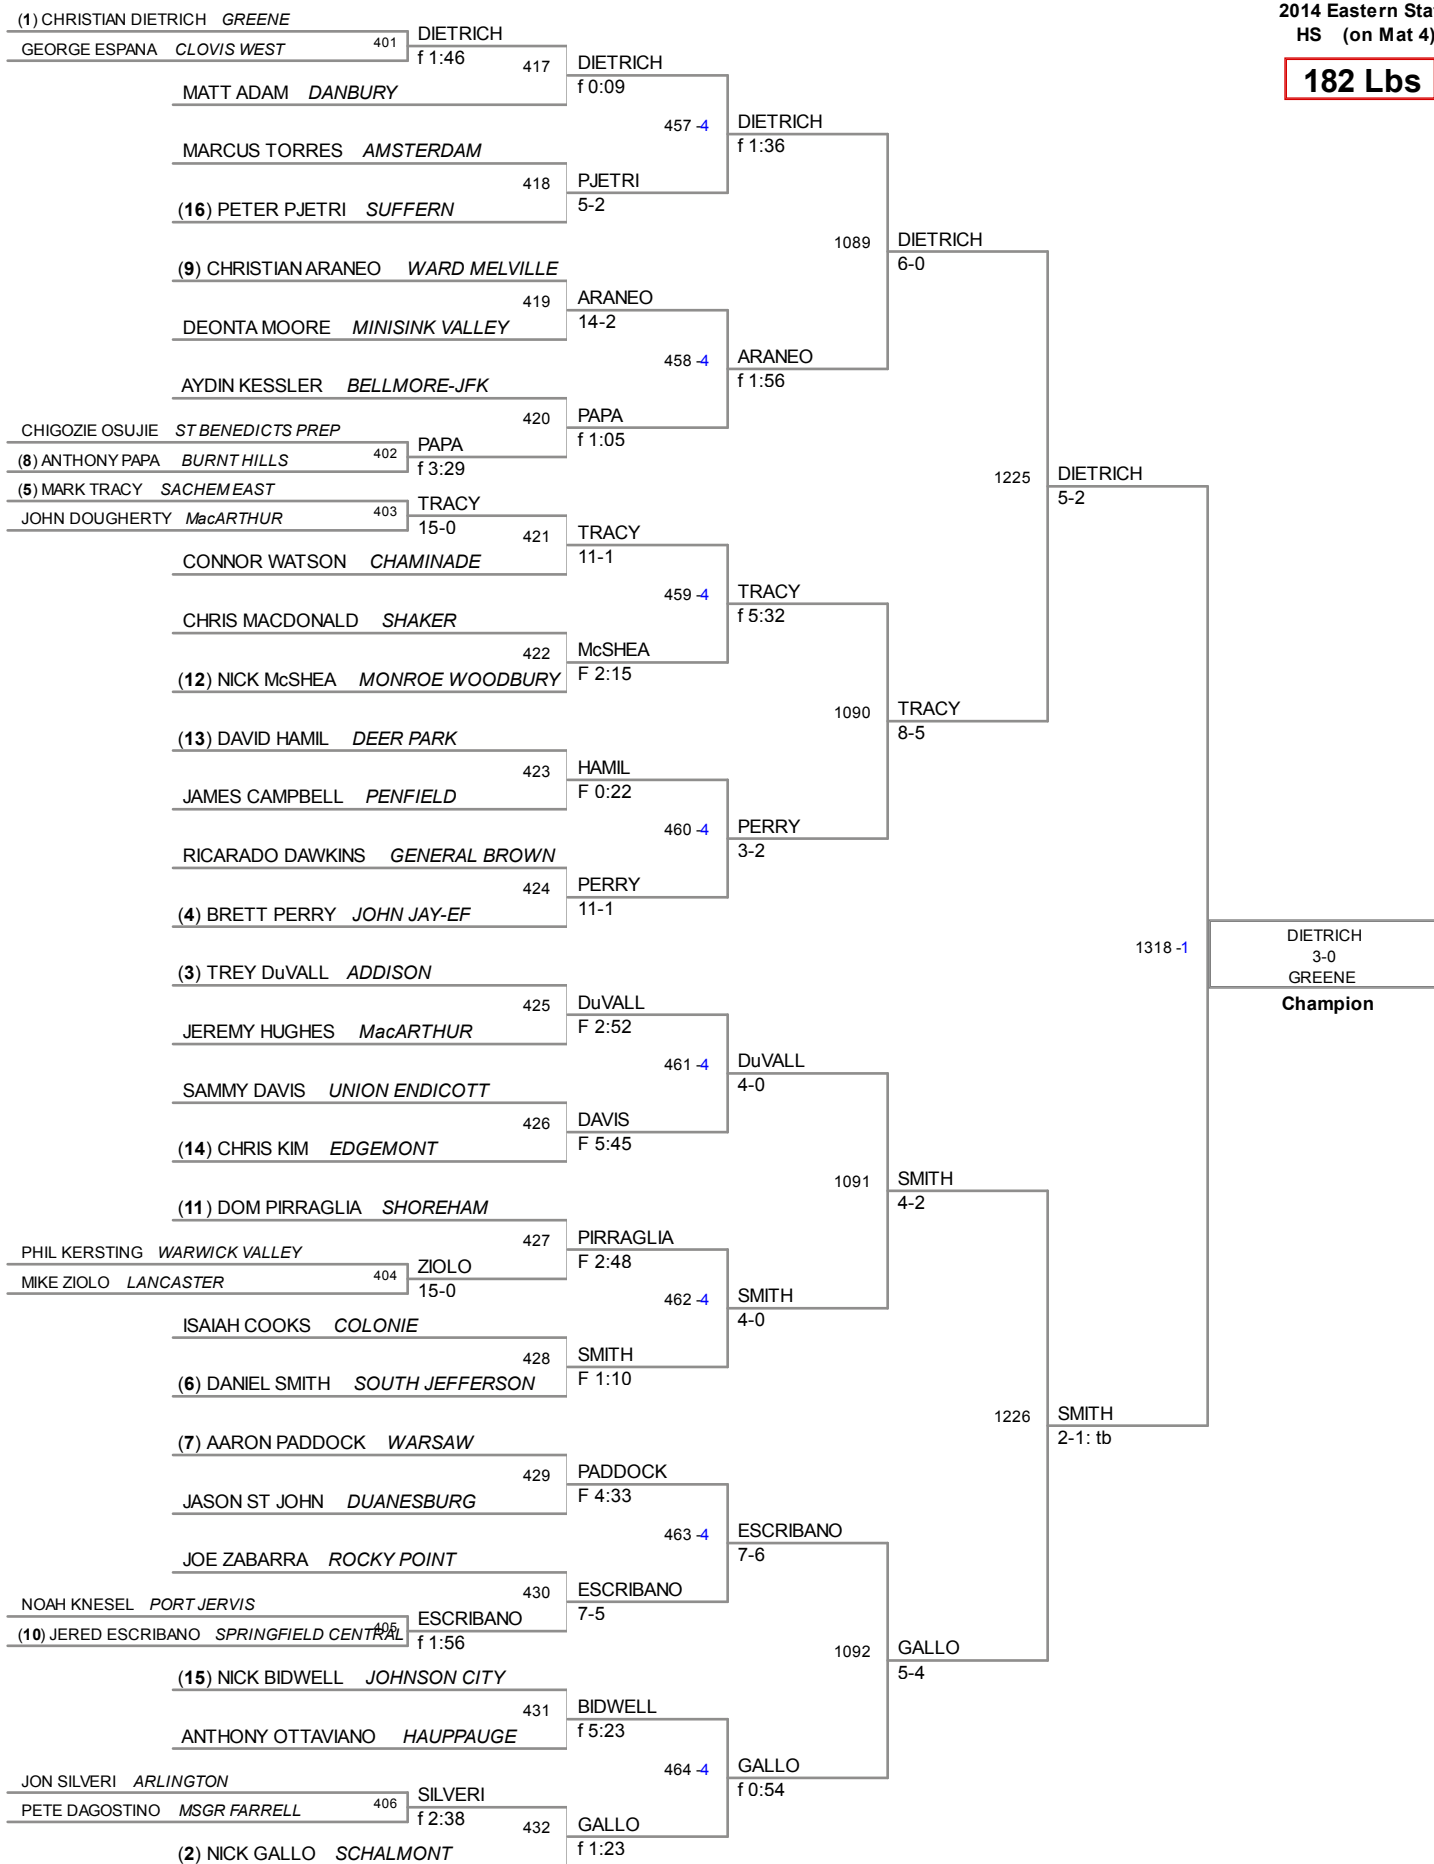 2014 Eastern Sta
HS (on Mat 4)
182 Lbs
(1) CHRISTIAN DIETRICH GREENE
GEORGE ESPANA CLOVIS WEST
401
DIETRICH
f 1:46
MATT ADAM DANBURY
417
DIETRICH
f 0:09
MARCUS TORRES AMSTERDAM
(16) PETER PJETRI SUFFERN
418
PJETRI
5-2
457 -4
DIETRICH
f 1:36
(9) CHRISTIAN ARANEO WARD MELVILLE
DEONTA MOORE MINISINK VALLEY
419
ARANEO
14-2
AYDIN KESSLER BELLMORE-JFK
CHIGOZIE OSUJIE ST BENEDICTS PREP
(8) ANTHONY PAPA BURNT HILLS
402
PAPA
f 3:29
420
PAPA
f 1:05
458 -4
ARANEO
f 1:56
1089
DIETRICH
6-0
(5) MARK TRACY SACHEM EAST
JOHN DOUGHERTY MacARTHUR
403
TRACY
15-0
CONNOR WATSON CHAMINADE
421
TRACY
11-1
CHRIS MACDONALD SHAKER
(12) NICK McSHEA MONROE WOODBURY
422
McSHEA
F 2:15
459 -4
TRACY
f 5:32
(13) DAVID HAMIL DEER PARK
JAMES CAMPBELL PENFIELD
423
HAMIL
F 0:22
RICARADO DAWKINS GENERAL BROWN
(4) BRETT PERRY JOHN JAY-EF
424
PERRY
11-1
460 -4
PERRY
3-2
1090
TRACY
8-5
1225
DIETRICH
5-2
(3) TREY DuVALL ADDISON
JEREMY HUGHES MacARTHUR
425
DuVALL
F 2:52
SAMMY DAVIS UNION ENDICOTT
(14) CHRIS KIM EDGEMONT
426
DAVIS
F 5:45
461 -4
DuVALL
4-0
(11) DOM PIRRAGLIA SHOREHAM
PHIL KERSTING WARWICK VALLEY
MIKE ZIOLO LANCASTER
404
ZIOLO
15-0
427
PIRRAGLIA
F 2:48
ISAIAH COOKS COLONIE
(6) DANIEL SMITH SOUTH JEFFERSON
428
SMITH
F 1:10
462 -4
SMITH
4-0
1091
SMITH
4-2
(7) AARON PADDOCK WARSAW
JASON ST JOHN DUANESBURG
429
PADDOCK
F 4:33
JOE ZABARRA ROCKY POINT
NOAH KNESEL PORT JERVIS
(10) JERED ESCRIBANO SPRINGFIELD CENTRAL
405
ESCRIBANO
f 1:56
430
ESCRIBANO
7-5
463 -4
ESCRIBANO
7-6
(15) NICK BIDWELL JOHNSON CITY
ANTHONY OTTAVIANO HAUPPAUGE
431
BIDWELL
f 5:23
JON SILVERI ARLINGTON
PETE DAGOSTINO MSGR FARRELL
406
SILVERI
f 2:38
(2) NICK GALLO SCHALMONT
432
GALLO
f 1:23
464 -4
GALLO
f 0:54
1092
GALLO
5-4
1226
SMITH
2-1: tb
1318 -1
DIETRICH
3-0
GREENE
Champion